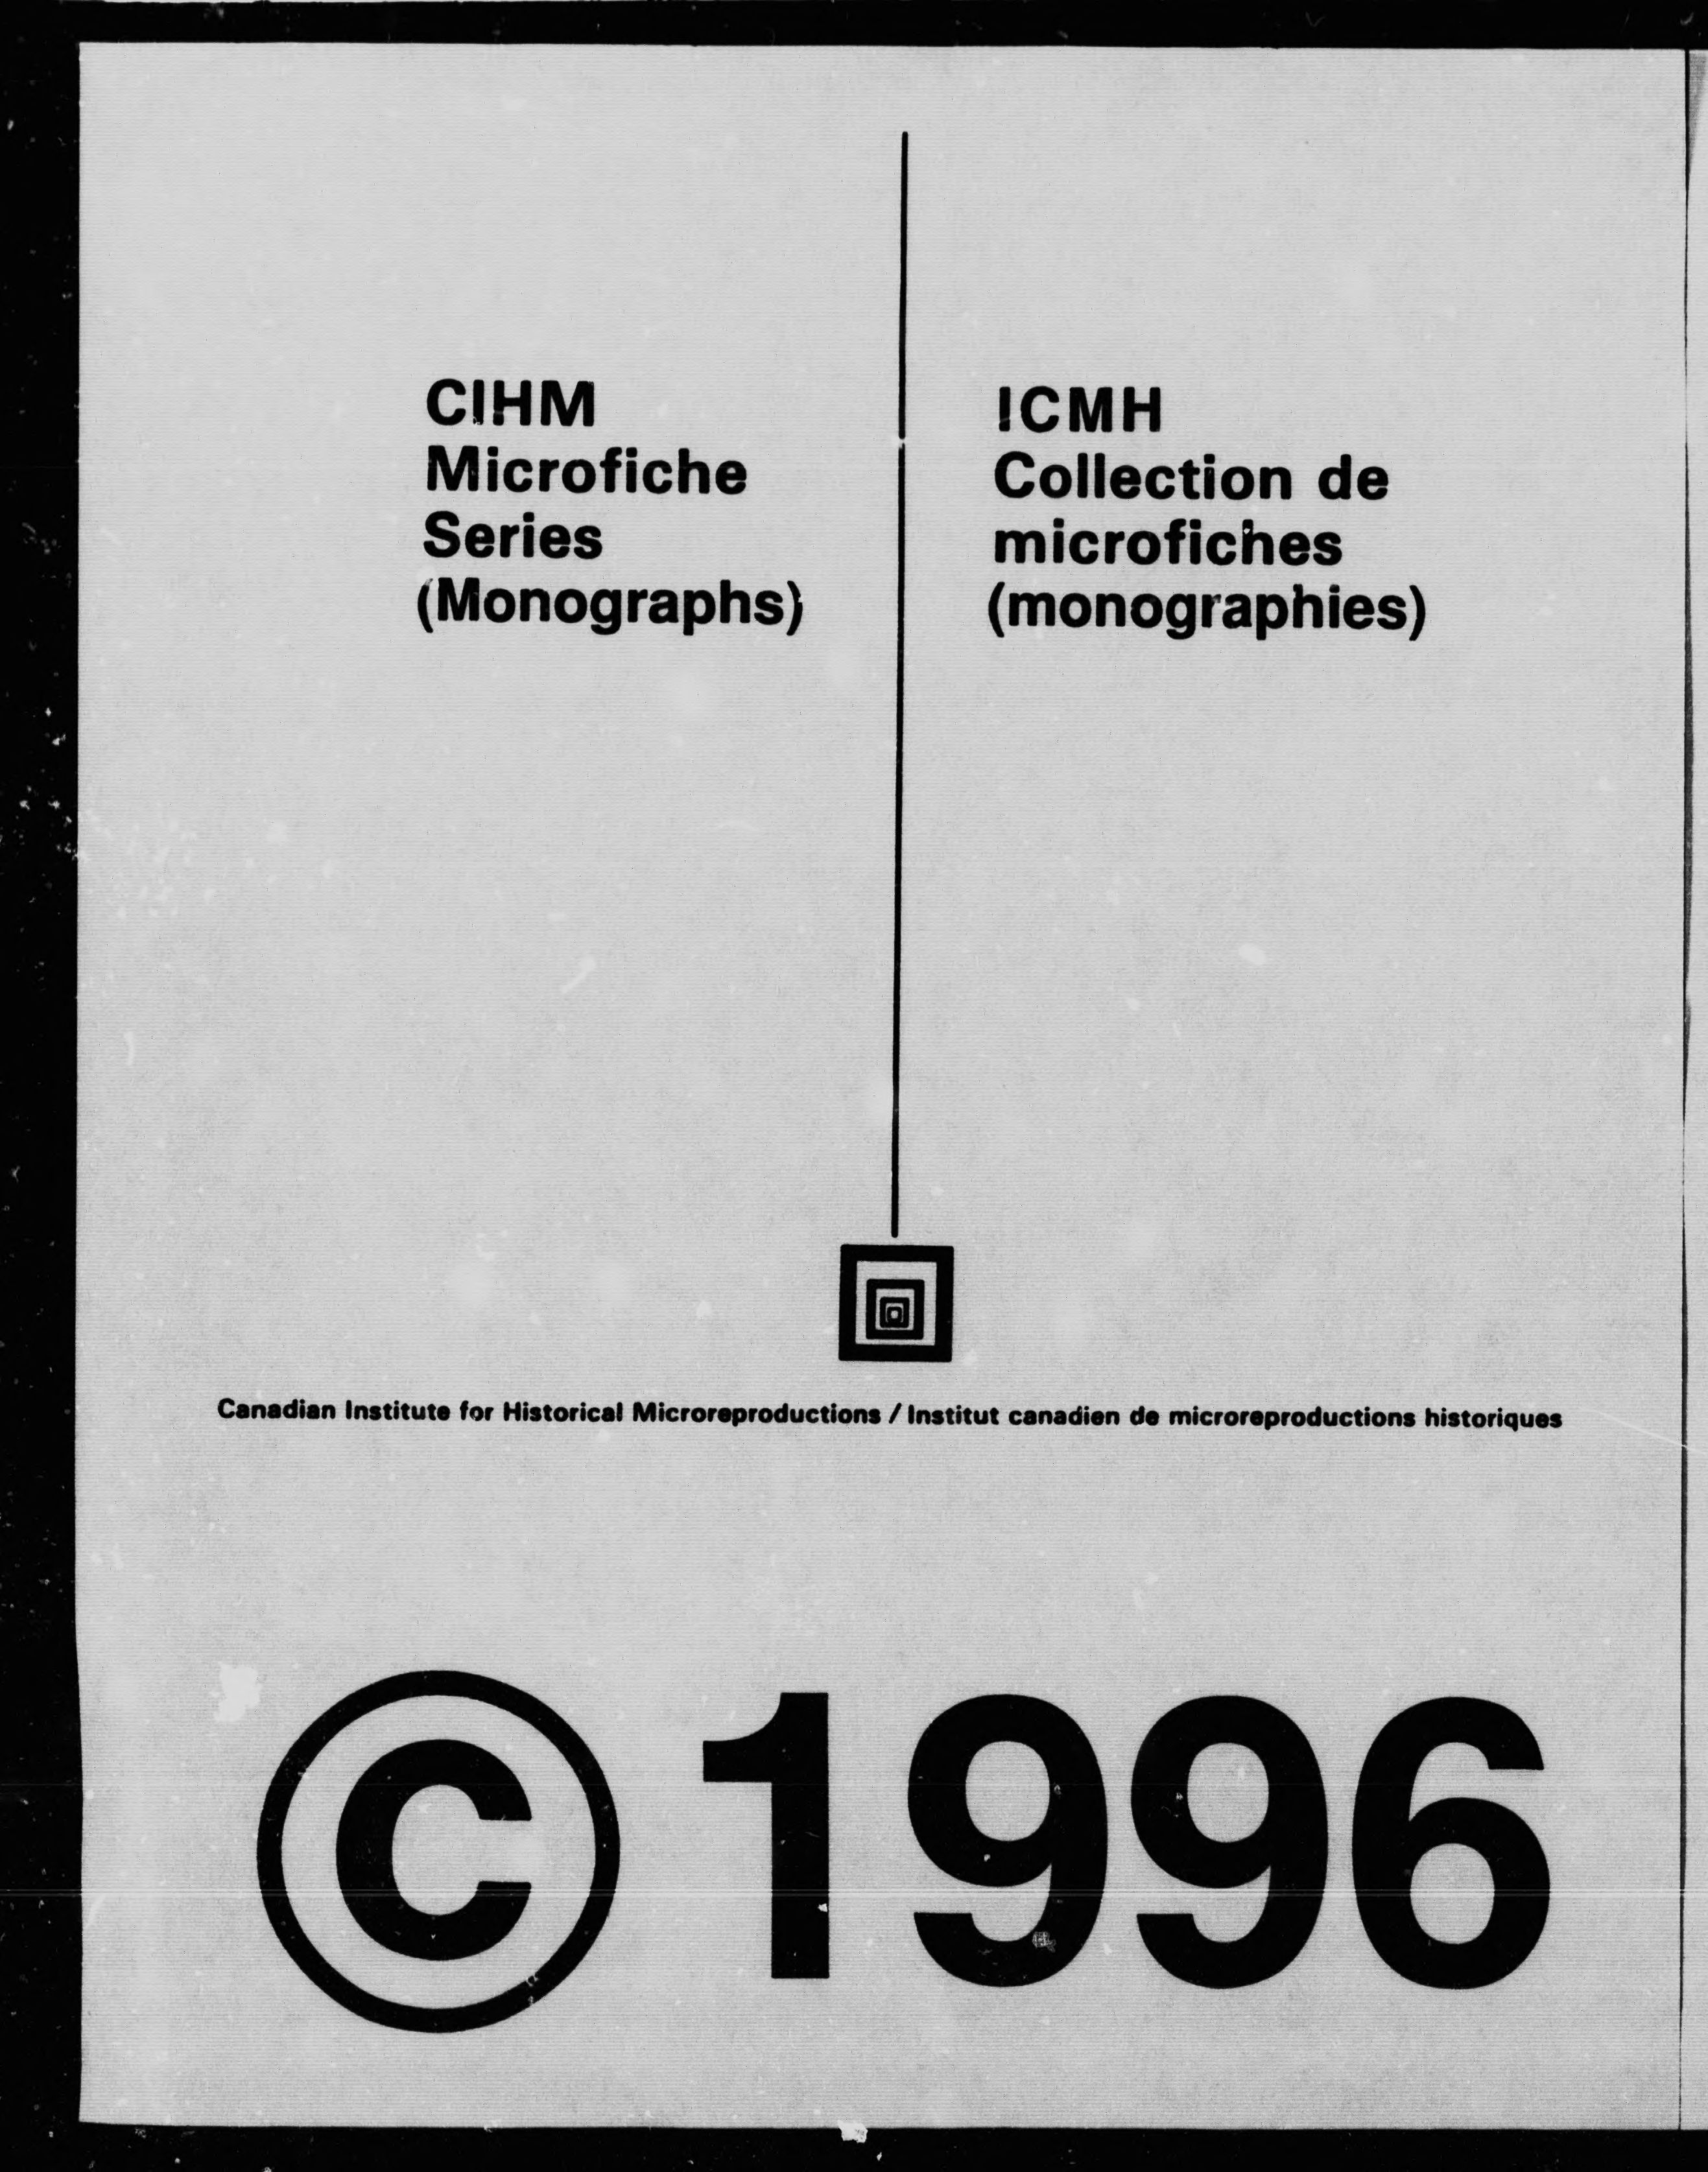 CIHM
Microfiche
Series
(Monographs)
ICMH
Collection de
microfiches
(monographies)
Canadian Institute for Historical Microreproductions / Institut canadien de microreproductions historiques
© 1996